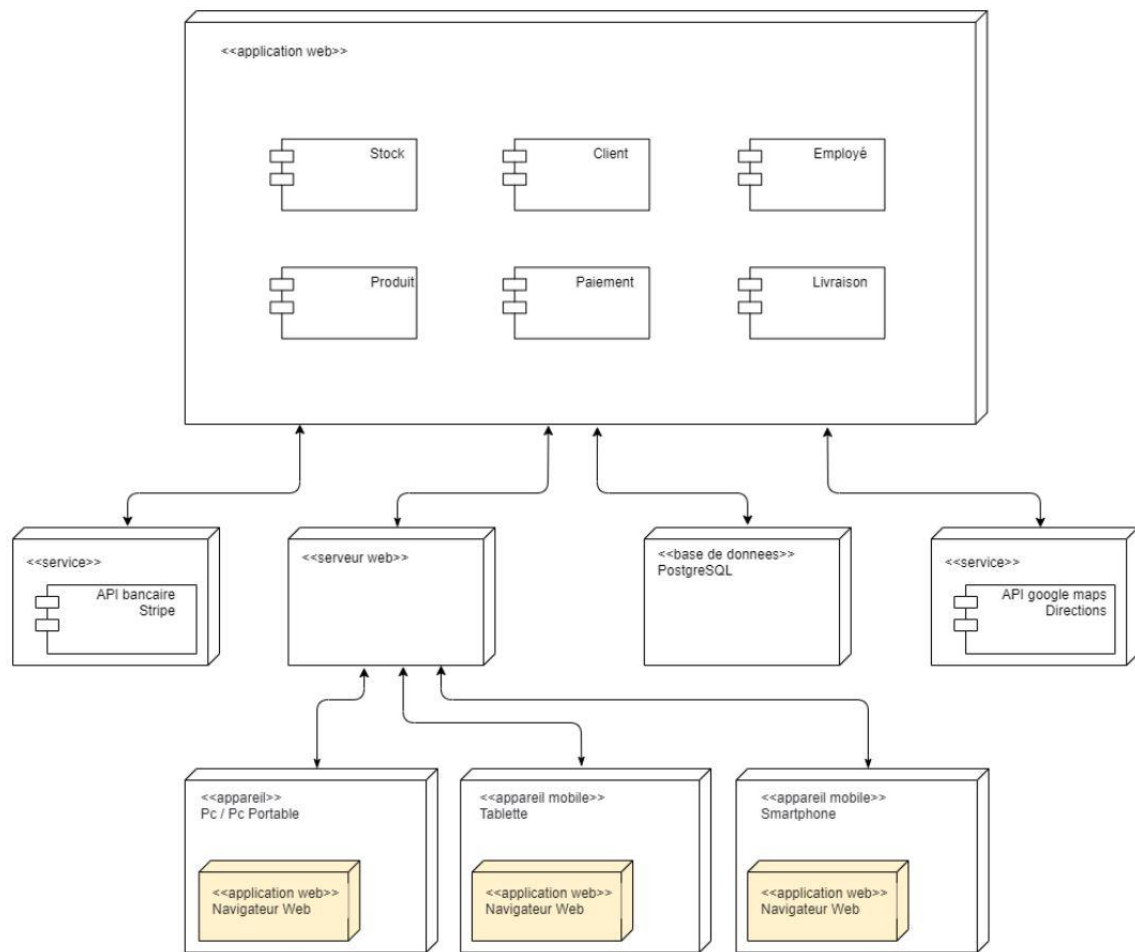 <<application web>>
Stock
Client
Employé
Produit
Paiement
Livraison
<<service>>
API bancaire
Stripe
<<serveur web>>
<<base de donnees>>
PostgreSQL
<<service>>
API google maps
Directions
<<appareil>>
Pc / Pc Portable
<<application web>>
Navigateur Web
<<appareil mobile>>
Tablette
<<application web>>
Navigateur Web
<<appareil mobile>>
Smartphone
<<application web>>
Navigateur Web